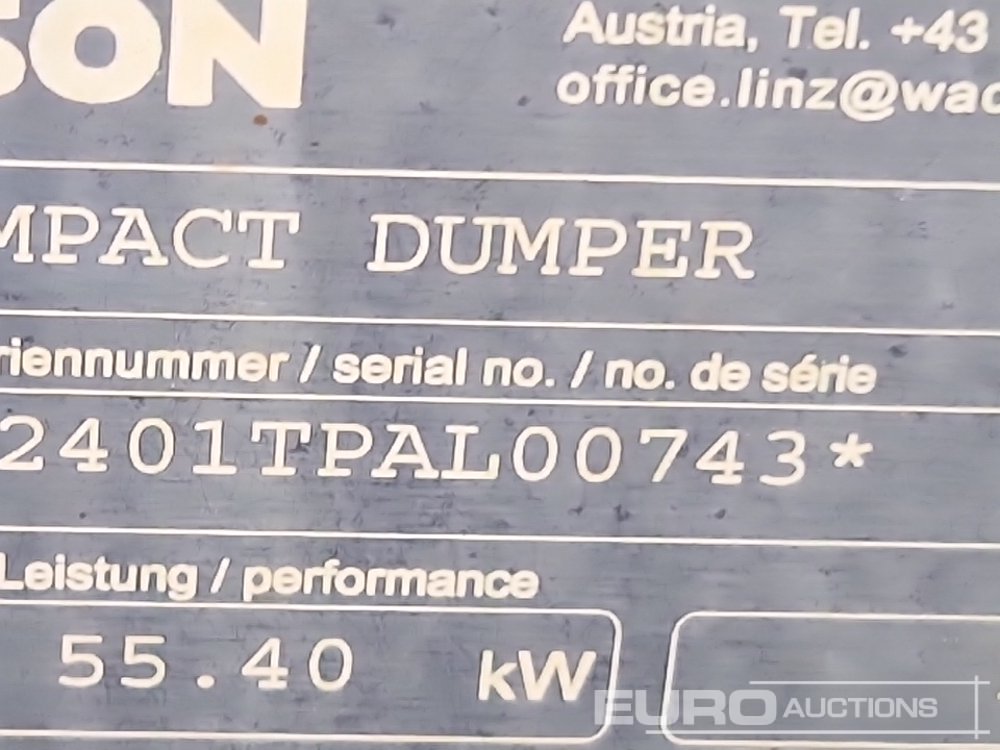 SON
Austria, Tel. +43
office.linz@wac
MPACT DUMPER
riennummer / serial no. / no. de série
2401TPAL00743*
Leistung / performance
55.40 kW
EURO AUCTIONS